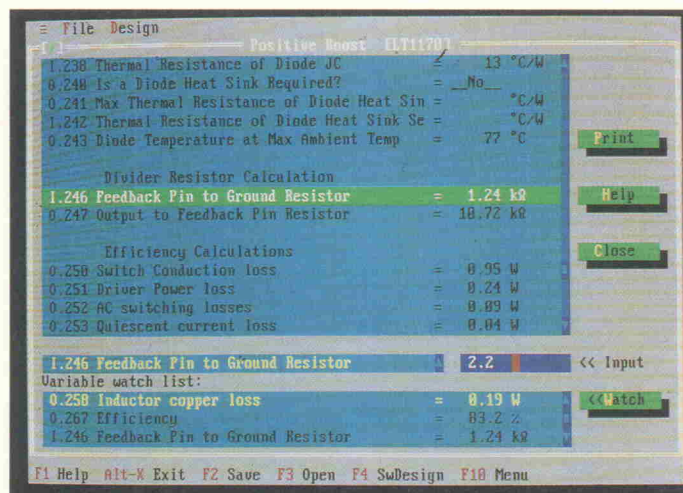 ≡ File Design
Positive Boost ELT11701
1.238 Thermal Resistance of Diode JC = 13 °C/W
0.240 Is a Diode Heat Sink Required? = __No__
0.241 Max Thermal Resistance of Diode Heat Sin = °C/W
1.242 Thermal Resistance of Diode Heat Sink Se = °C/W
0.243 Diode Temperature at Max Ambient Temp = 77 °C
Print
Divider Resistor Calculation
1.246 Feedback Pin to Ground Resistor = 1.24 kΩ
Help
0.247 Output to Feedback Pin Resistor = 10.72 kΩ
Efficiency Calculations
Close
0.250 Switch Conduction loss = 0.95 W
0.251 Driver Power loss = 0.24 W
0.252 AC switching losses = 0.09 W
0.253 Quiescent current loss = 0.04 W
1.246 Feedback Pin to Ground Resistor 2.2 << Input
Variable watch list:
0.258 Inductor copper loss = 0.19 W
<<Watch
0.267 Efficiency = 83.2 %
1.246 Feedback Pin to Ground Resistor = 1.24 kΩ
F1 Help Alt-X Exit F2 Save F3 Open F4 SwDesign F10 Menu